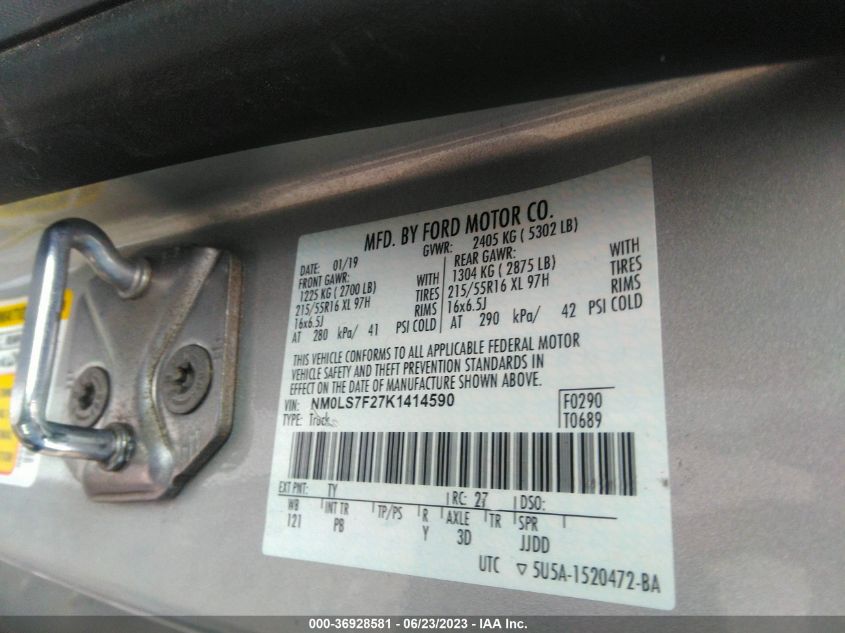 MFD. BY FORD MOTOR CO.
DATE: 01/19 GVWR: 2405 KG ( 5302 LB)
FRONT GAWR: REAR GAWR:
1225 KG ( 2700 LB) WITH 1304 KG ( 2875 LB) WITH
215/55R16 XL 97H TIRES 215/55R16 XL 97H TIRES
16x6.5J RIMS 16x6.5J RIMS
AT 280 kPa/ 41 PSI COLD AT 290 kPa/ 42 PSI COLD
THIS VEHICLE CONFORMS TO ALL APPLICABLE FEDERAL MOTOR
VEHICLE SAFETY AND THEFT PREVENTION STANDARDS IN
EFFECT ON THE DATE OF MANUFACTURE SHOWN ABOVE.
VIN: NM0LS7F27K1414590 F0290
TYPE: Truck T0689
EXT PNT: TY RC: 27 DSO:
WB INT TR TP/PS R AXLE TR SPR
121 PB Y 3D JJDD
UTC ▽ 5U5A-1520472-BA
000-36928581 - 06/23/2023 - IAA Inc.